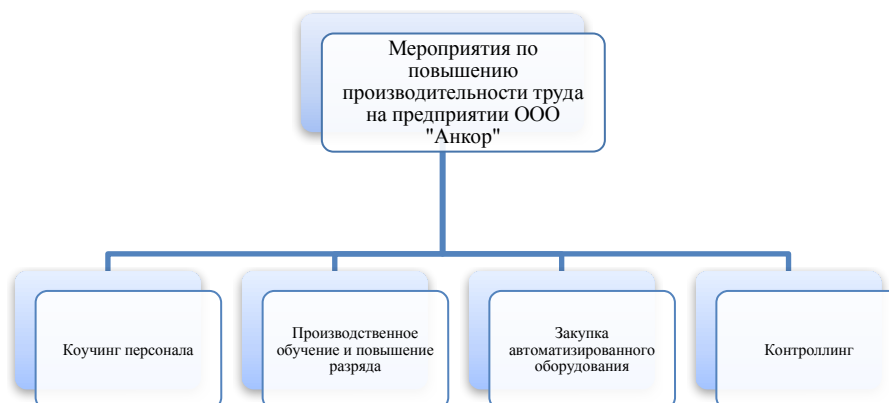 Мероприятия по
повышению
производительности труда
на предприятии ООО
"Анкор"
Коучинг персонала
Производственное
обучение и повышение
разряда
Закупка
автоматизированного
оборудования
Контроллинг